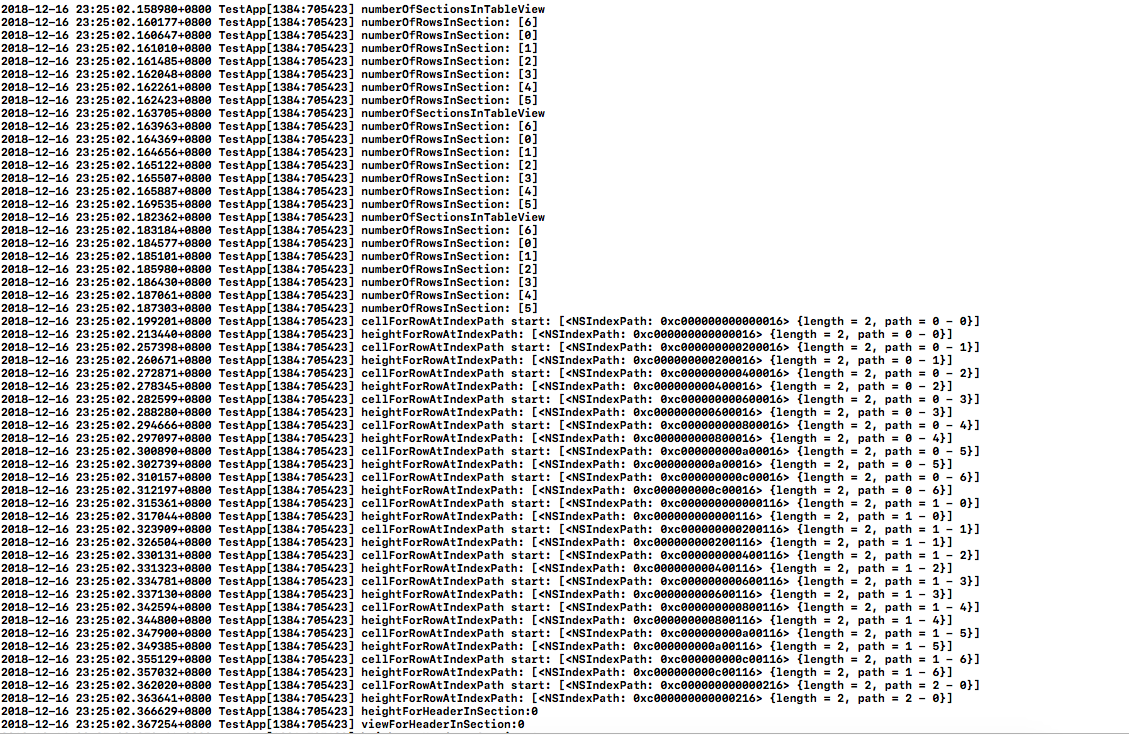 2018-12-16 23:25:02.158980+0800 TestApp[1384:705423] numberOfSectionsInTableView
2018-12-16 23:25:02.160177+0800 TestApp[1384:705423] numberOfRowsInSection: [6]
2018-12-16 23:25:02.160647+0800 TestApp[1384:705423] numberOfRowsInSection: [0]
2018-12-16 23:25:02.161010+0800 TestApp[1384:705423] numberOfRowsInSection: [1]
2018-12-16 23:25:02.161485+0800 TestApp[1384:705423] numberOfRowsInSection: [2]
2018-12-16 23:25:02.162048+0800 TestApp[1384:705423] numberOfRowsInSection: [3]
2018-12-16 23:25:02.162261+0800 TestApp[1384:705423] numberOfRowsInSection: [4]
2018-12-16 23:25:02.162423+0800 TestApp[1384:705423] numberOfRowsInSection: [5]
2018-12-16 23:25:02.163705+0800 TestApp[1384:705423] numberOfSectionsInTableView
2018-12-16 23:25:02.163963+0800 TestApp[1384:705423] numberOfRowsInSection: [6]
2018-12-16 23:25:02.164369+0800 TestApp[1384:705423] numberOfRowsInSection: [0]
2018-12-16 23:25:02.164656+0800 TestApp[1384:705423] numberOfRowsInSection: [1]
2018-12-16 23:25:02.165122+0800 TestApp[1384:705423] numberOfRowsInSection: [2]
2018-12-16 23:25:02.165507+0800 TestApp[1384:705423] numberOfRowsInSection: [3]
2018-12-16 23:25:02.165887+0800 TestApp[1384:705423] numberOfRowsInSection: [4]
2018-12-16 23:25:02.169535+0800 TestApp[1384:705423] numberOfRowsInSection: [5]
2018-12-16 23:25:02.182362+0800 TestApp[1384:705423] numberOfSectionsInTableView
2018-12-16 23:25:02.183184+0800 TestApp[1384:705423] numberOfRowsInSection: [6]
2018-12-16 23:25:02.184577+0800 TestApp[1384:705423] numberOfRowsInSection: [0]
2018-12-16 23:25:02.185101+0800 TestApp[1384:705423] numberOfRowsInSection: [1]
2018-12-16 23:25:02.185980+0800 TestApp[1384:705423] numberOfRowsInSection: [2]
2018-12-16 23:25:02.186430+0800 TestApp[1384:705423] numberOfRowsInSection: [3]
2018-12-16 23:25:02.187061+0800 TestApp[1384:705423] numberOfRowsInSection: [4]
2018-12-16 23:25:02.187303+0800 TestApp[1384:705423] numberOfRowsInSection: [5]
2018-12-16 23:25:02.199201+0800 TestApp[1384:705423] cellForRowAtIndexPath start: [<NSIndexPath: 0xc000000000000016> {length = 2, path = 0 - 0}]
2018-12-16 23:25:02.213440+0800 TestApp[1384:705423] heightForRowAtIndexPath: [<NSIndexPath: 0xc000000000000016> {length = 2, path = 0 - 0}]
2018-12-16 23:25:02.257398+0800 TestApp[1384:705423] cellForRowAtIndexPath start: [<NSIndexPath: 0xc000000000200016> {length = 2, path = 0 - 1}]
2018-12-16 23:25:02.260671+0800 TestApp[1384:705423] heightForRowAtIndexPath: [<NSIndexPath: 0xc000000000200016> {length = 2, path = 0 - 1}]
2018-12-16 23:25:02.272871+0800 TestApp[1384:705423] cellForRowAtIndexPath start: [<NSIndexPath: 0xc000000000400016> {length = 2, path = 0 - 2}]
2018-12-16 23:25:02.278345+0800 TestApp[1384:705423] heightForRowAtIndexPath: [<NSIndexPath: 0xc000000000400016> {length = 2, path = 0 - 2}]
2018-12-16 23:25:02.282599+0800 TestApp[1384:705423] cellForRowAtIndexPath start: [<NSIndexPath: 0xc000000000600016> {length = 2, path = 0 - 3}]
2018-12-16 23:25:02.288280+0800 TestApp[1384:705423] heightForRowAtIndexPath: [<NSIndexPath: 0xc000000000600016> {length = 2, path = 0 - 3}]
2018-12-16 23:25:02.294666+0800 TestApp[1384:705423] cellForRowAtIndexPath start: [<NSIndexPath: 0xc000000000800016> {length = 2, path = 0 - 4}]
2018-12-16 23:25:02.297097+0800 TestApp[1384:705423] heightForRowAtIndexPath: [<NSIndexPath: 0xc000000000800016> {length = 2, path = 0 - 4}]
2018-12-16 23:25:02.300890+0800 TestApp[1384:705423] cellForRowAtIndexPath start: [<NSIndexPath: 0xc000000000a00016> {length = 2, path = 0 - 5}]
2018-12-16 23:25:02.302739+0800 TestApp[1384:705423] heightForRowAtIndexPath: [<NSIndexPath: 0xc000000000a00016> {length = 2, path = 0 - 5}]
2018-12-16 23:25:02.310157+0800 TestApp[1384:705423] cellForRowAtIndexPath start: [<NSIndexPath: 0xc000000000c00016> {length = 2, path = 0 - 6}]
2018-12-16 23:25:02.312197+0800 TestApp[1384:705423] heightForRowAtIndexPath: [<NSIndexPath: 0xc000000000c00016> {length = 2, path = 0 - 6}]
2018-12-16 23:25:02.315361+0800 TestApp[1384:705423] cellForRowAtIndexPath start: [<NSIndexPath: 0xc000000000000116> {length = 2, path = 1 - 0}]
2018-12-16 23:25:02.317044+0800 TestApp[1384:705423] heightForRowAtIndexPath: [<NSIndexPath: 0xc000000000000116> {length = 2, path = 1 - 0}]
2018-12-16 23:25:02.323909+0800 TestApp[1384:705423] cellForRowAtIndexPath start: [<NSIndexPath: 0xc000000000200116> {length = 2, path = 1 - 1}]
2018-12-16 23:25:02.326504+0800 TestApp[1384:705423] heightForRowAtIndexPath: [<NSIndexPath: 0xc000000000200116> {length = 2, path = 1 - 1}]
2018-12-16 23:25:02.330131+0800 TestApp[1384:705423] cellForRowAtIndexPath start: [<NSIndexPath: 0xc000000000400116> {length = 2, path = 1 - 2}]
2018-12-16 23:25:02.331323+0800 TestApp[1384:705423] heightForRowAtIndexPath: [<NSIndexPath: 0xc000000000400116> {length = 2, path = 1 - 2}]
2018-12-16 23:25:02.334781+0800 TestApp[1384:705423] cellForRowAtIndexPath start: [<NSIndexPath: 0xc000000000600116> {length = 2, path = 1 - 3}]
2018-12-16 23:25:02.337130+0800 TestApp[1384:705423] heightForRowAtIndexPath: [<NSIndexPath: 0xc000000000600116> {length = 2, path = 1 - 3}]
2018-12-16 23:25:02.342594+0800 TestApp[1384:705423] cellForRowAtIndexPath start: [<NSIndexPath: 0xc000000000800116> {length = 2, path = 1 - 4}]
2018-12-16 23:25:02.344800+0800 TestApp[1384:705423] heightForRowAtIndexPath: [<NSIndexPath: 0xc000000000800116> {length = 2, path = 1 - 4}]
2018-12-16 23:25:02.347900+0800 TestApp[1384:705423] cellForRowAtIndexPath start: [<NSIndexPath: 0xc000000000a00116> {length = 2, path = 1 - 5}]
2018-12-16 23:25:02.349385+0800 TestApp[1384:705423] heightForRowAtIndexPath: [<NSIndexPath: 0xc000000000a00116> {length = 2, path = 1 - 5}]
2018-12-16 23:25:02.355129+0800 TestApp[1384:705423] cellForRowAtIndexPath start: [<NSIndexPath: 0xc000000000c00116> {length = 2, path = 1 - 6}]
2018-12-16 23:25:02.357032+0800 TestApp[1384:705423] heightForRowAtIndexPath: [<NSIndexPath: 0xc000000000c00116> {length = 2, path = 1 - 6}]
2018-12-16 23:25:02.362020+0800 TestApp[1384:705423] cellForRowAtIndexPath start: [<NSIndexPath: 0xc000000000000216> {length = 2, path = 2 - 0}]
2018-12-16 23:25:02.363641+0800 TestApp[1384:705423] heightForRowAtIndexPath: [<NSIndexPath: 0xc000000000000216> {length = 2, path = 2 - 0}]
2018-12-16 23:25:02.366629+0800 TestApp[1384:705423] heightForHeaderInSection:0
2018-12-16 23:25:02.367254+0800 TestApp[1384:705423] viewForHeaderInSection:0